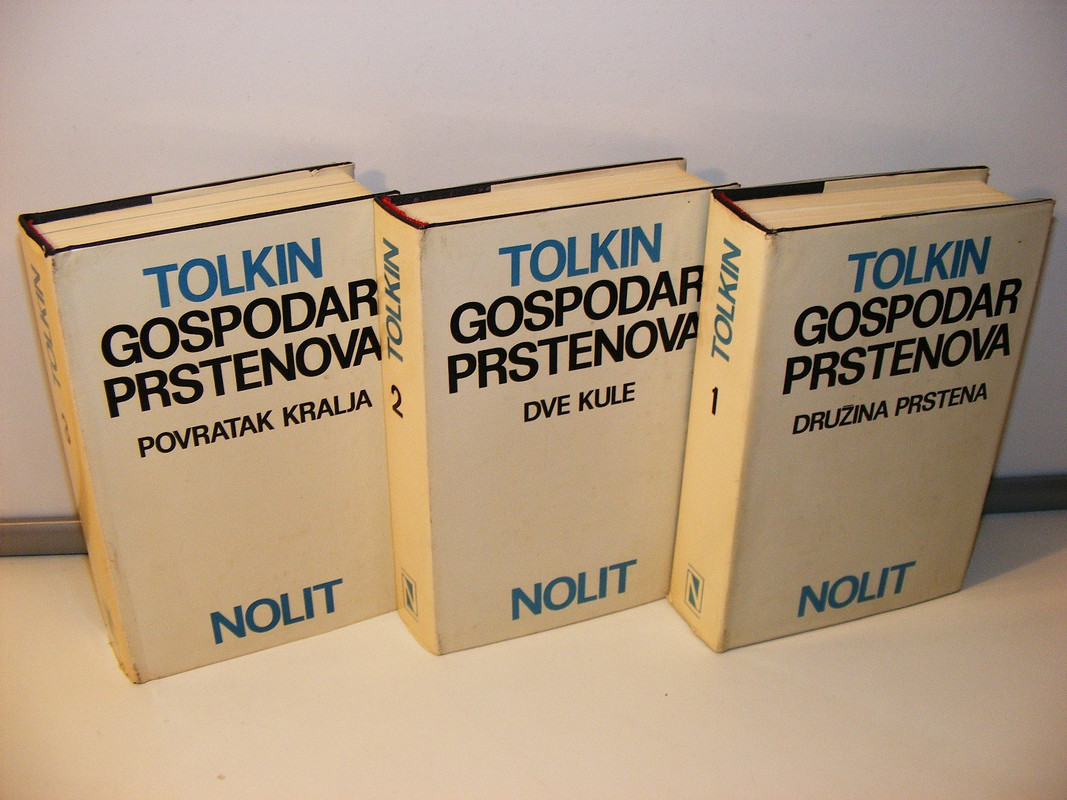 TOLKIN
3
TOLKIN
GOSPODAR
PRSTENOVA
POVRATAK KRALJA
NOLIT
TOLKIN
2
N
TOLKIN
GOSPODAR
PRSTENOVA
DVE KULE
NOLIT
TOLKIN
1
N
TOLKIN
GOSPODAR
PRSTENOVA
DRUŽINA PRSTENA
NOLIT